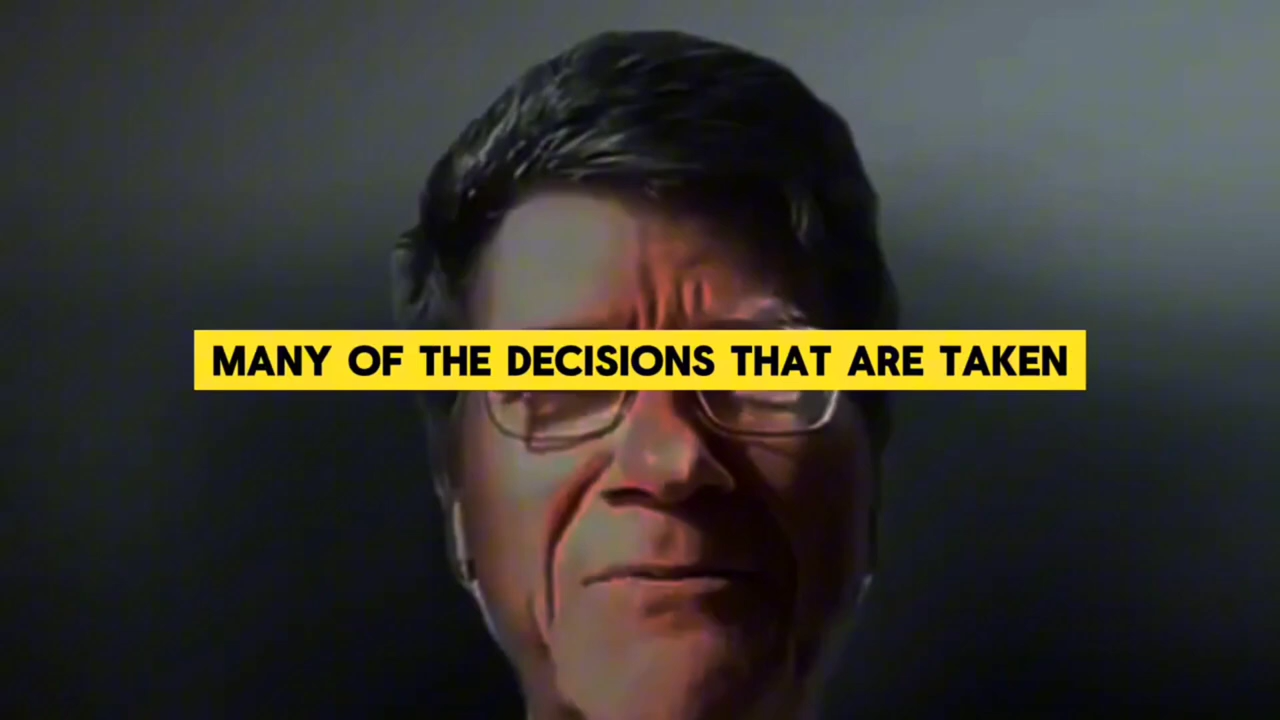 MANY OF THE DECISIONS THAT ARE TAKEN